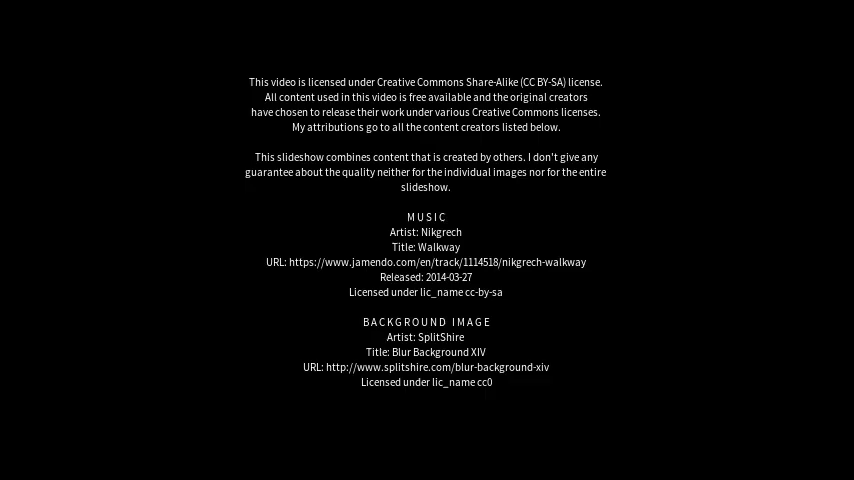 This video is licensed under Creative Commons Share-Alike (CC BY-SA) license.
All content used in this video is free available and the original creators
have chosen to release their work under various Creative Commons licenses.
My attributions go to all the content creators listed below.
This slideshow combines content that is created by others. I don't give any
guarantee about the quality neither for the individual images nor for the entire
slideshow.
M U S I C
Artist: Nikgrech
Title: Walkway
URL: https://www.jamendo.com/en/track/1114518/nikgrech-walkway
Released: 2014-03-27
Licensed under lic_name cc-by-sa
B A C K G R O U N D  I M A G E
Artist: SplitShire
Title: Blur Background XIV
URL: http://www.splitshire.com/blur-background-xiv
Licensed under lic_name cc0